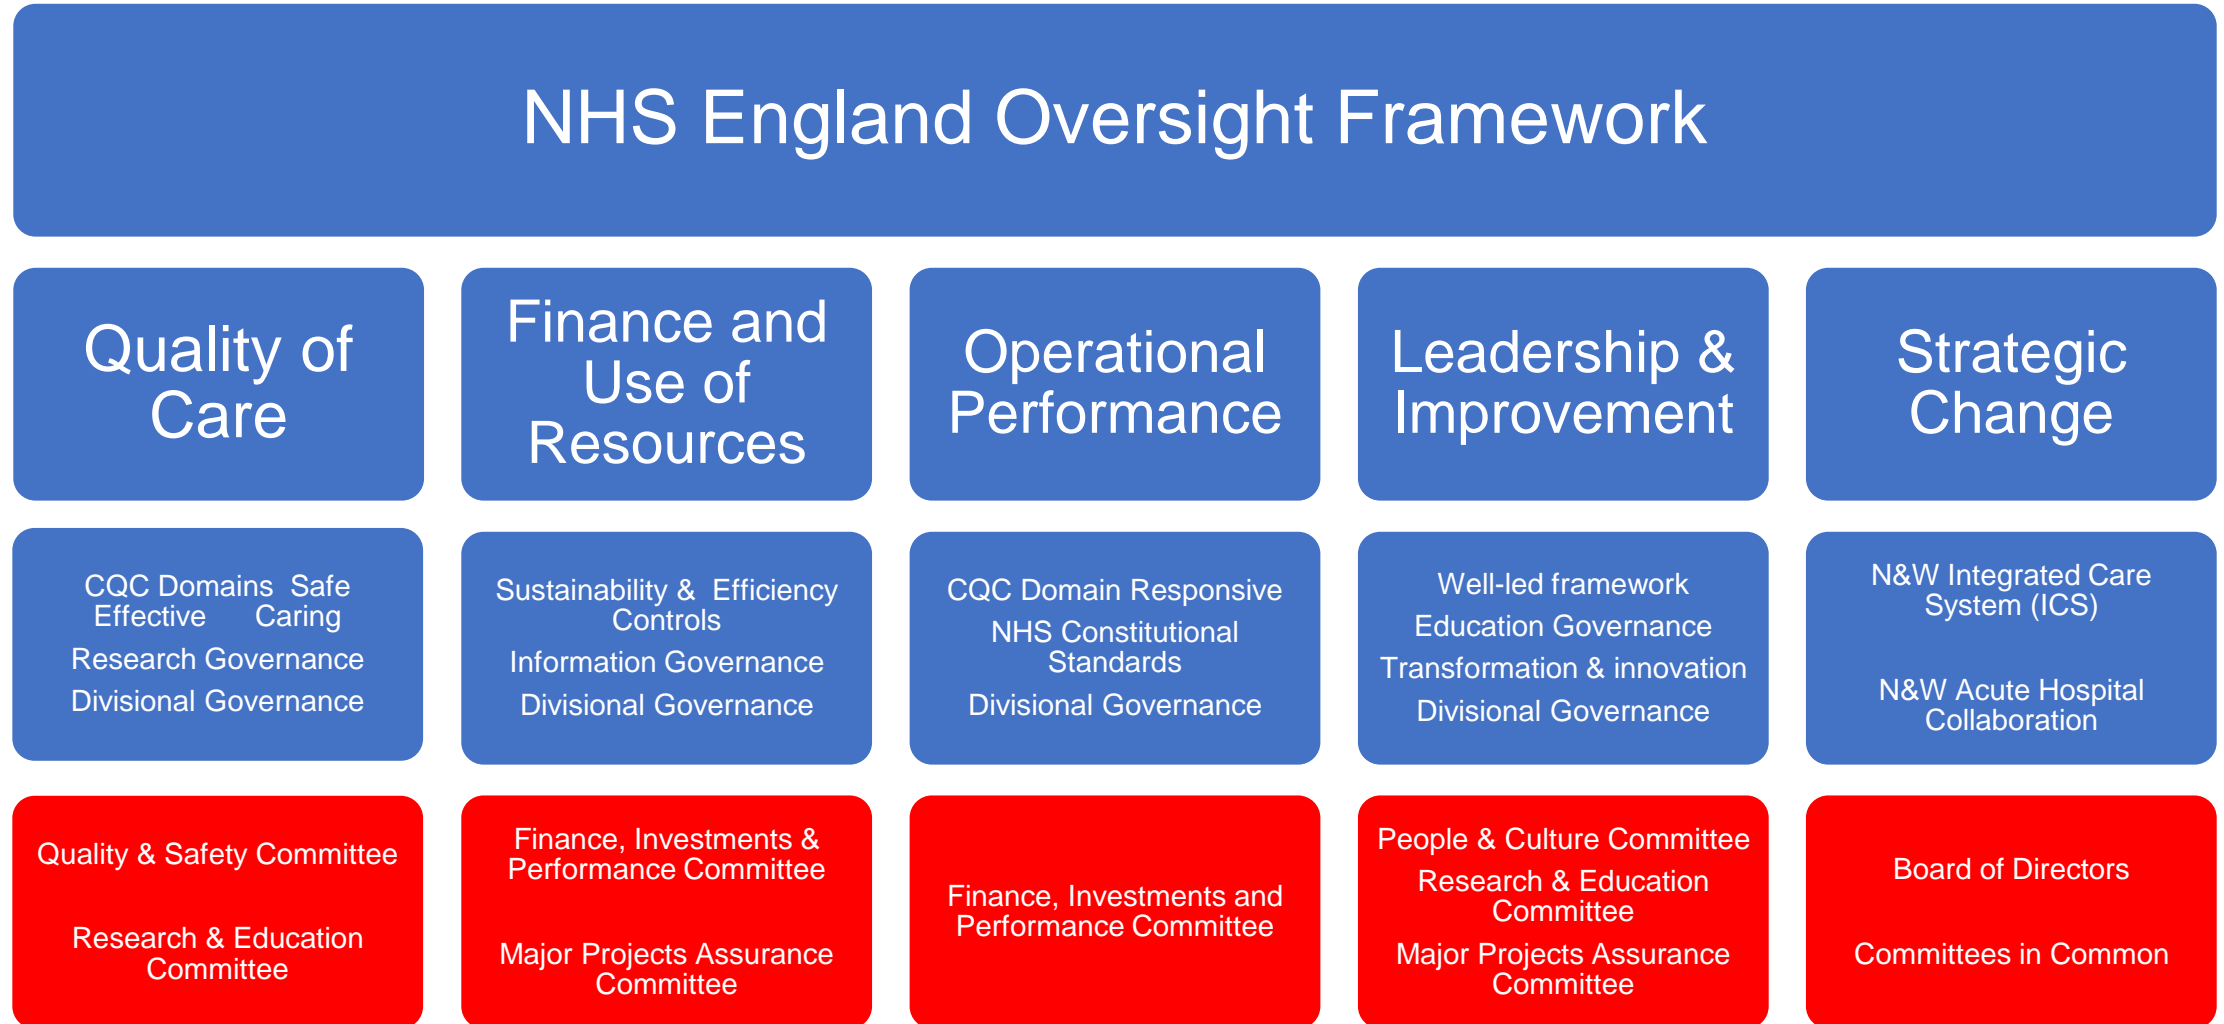 NHS England Oversight Framework
Quality of
Care
Finance and
Use of
Resources
Operational
Performance
Leadership &
Improvement
Strategic
Change
CQC Domains Safe
Effective Caring
Research Governance
Divisional Governance
Sustainability & Efficiency
Controls
Information Governance
Divisional Governance
CQC Domain Responsive
NHS Constitutional
Standards
Divisional Governance
Well-led framework
Education Governance
Transformation & innovation
Divisional Governance
N&W Integrated Care
System (ICS)
N&W Acute Hospital
Collaboration
Quality & Safety Committee
Research & Education
Committee
Finance, Investments &
Performance Committee
Major Projects Assurance
Committee
Finance, Investments and
Performance Committee
People & Culture Committee
Research & Education
Committee
Major Projects Assurance
Committee
Board of Directors
Committees in Common